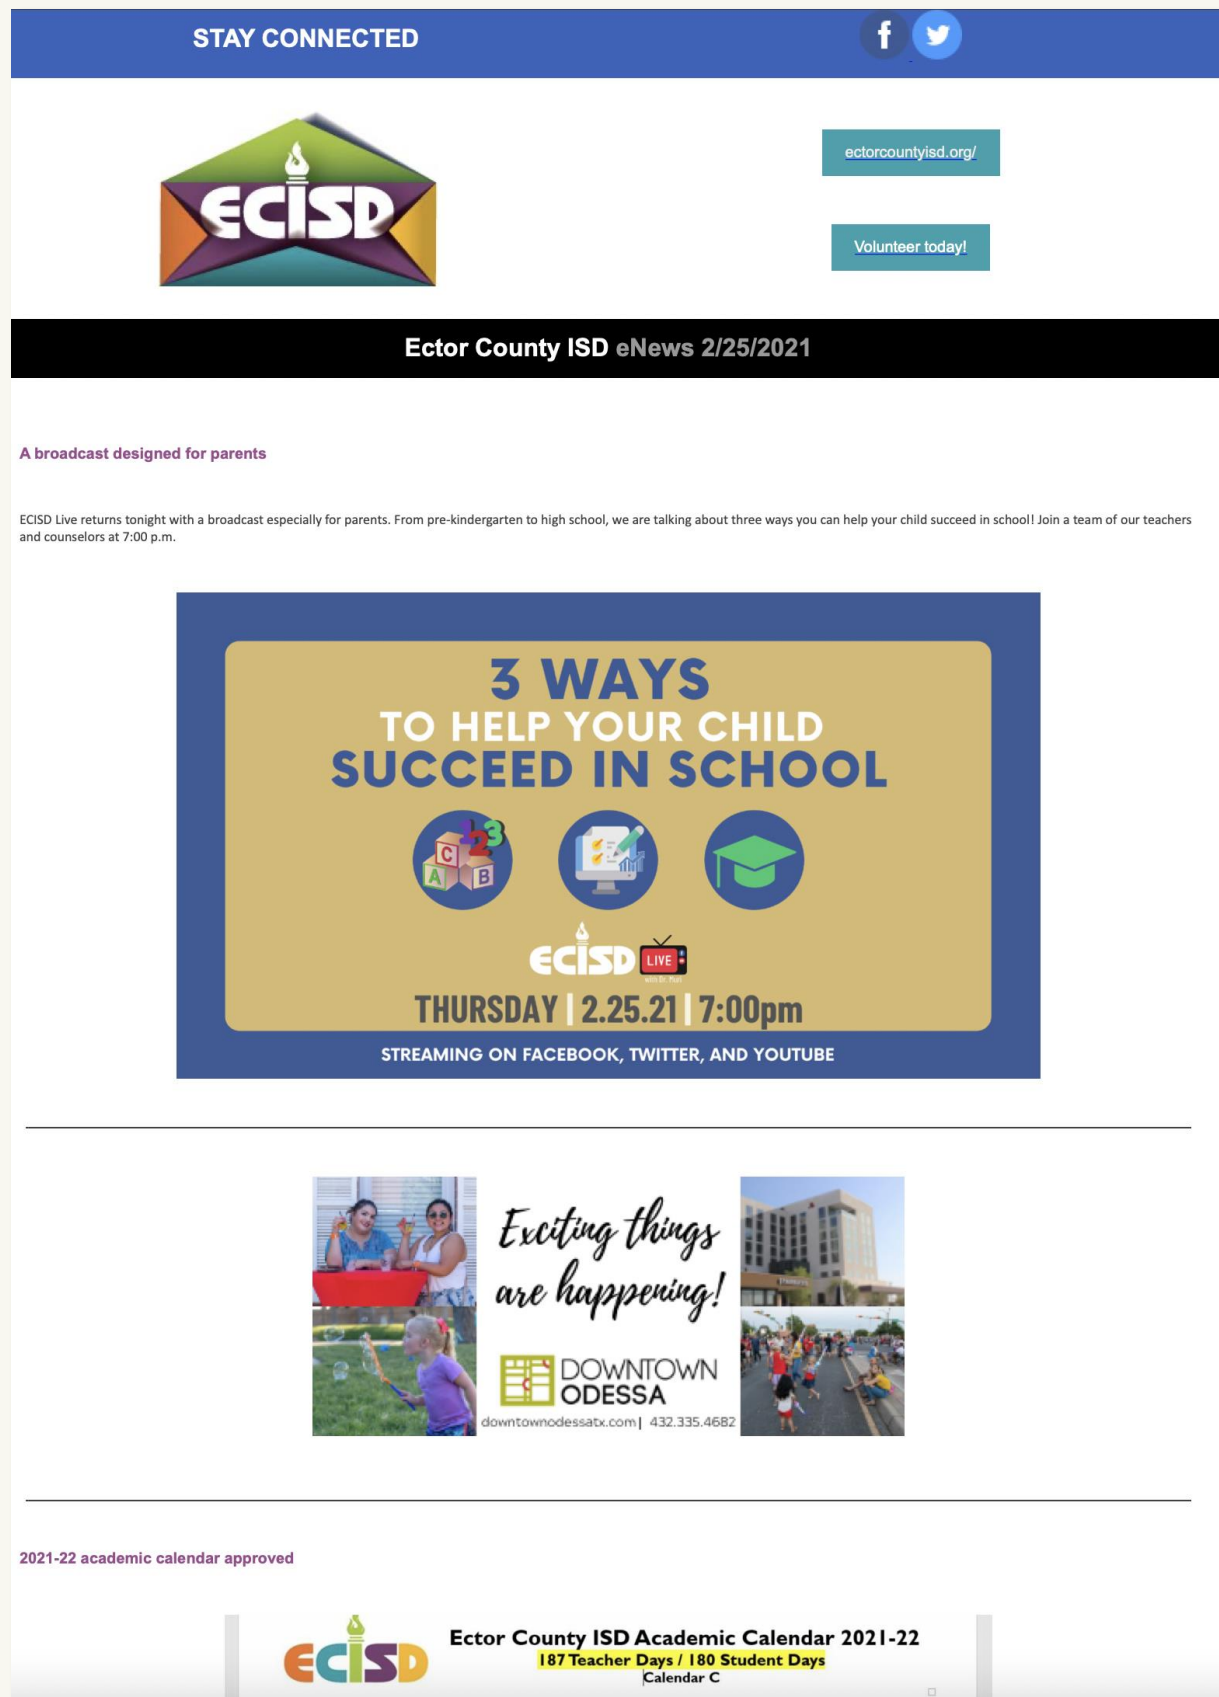 STAY CONNECTED
f
ECISD
ectorcountyisd.org/
Volunteer today!
Ector County ISD eNews 2/25/2021
A broadcast designed for parents
ECISD Live returns tonight with a broadcast especially for parents. From pre-kindergarten to high school, we are talking about three ways you can help your child succeed in school! Join a team of our teachers
and counselors at 7:00 p.m.
3 WAYS
TO HELP YOUR CHILD
SUCCEED IN SCHOOL
123
C
A B
ECISD LIVE
with Dr. Muri
THURSDAY | 2.25.21 | 7:00pm
STREAMING ON FACEBOOK, TWITTER, AND YOUTUBE
Exciting things
are happening!
DOWNTOWN
ODESSA
downtownodessatx.com| 432.335.4682
2021-22 academic calendar approved
ECISD
Ector County ISD Academic Calendar 2021-22
187 Teacher Days / 180 Student Days
Calendar C